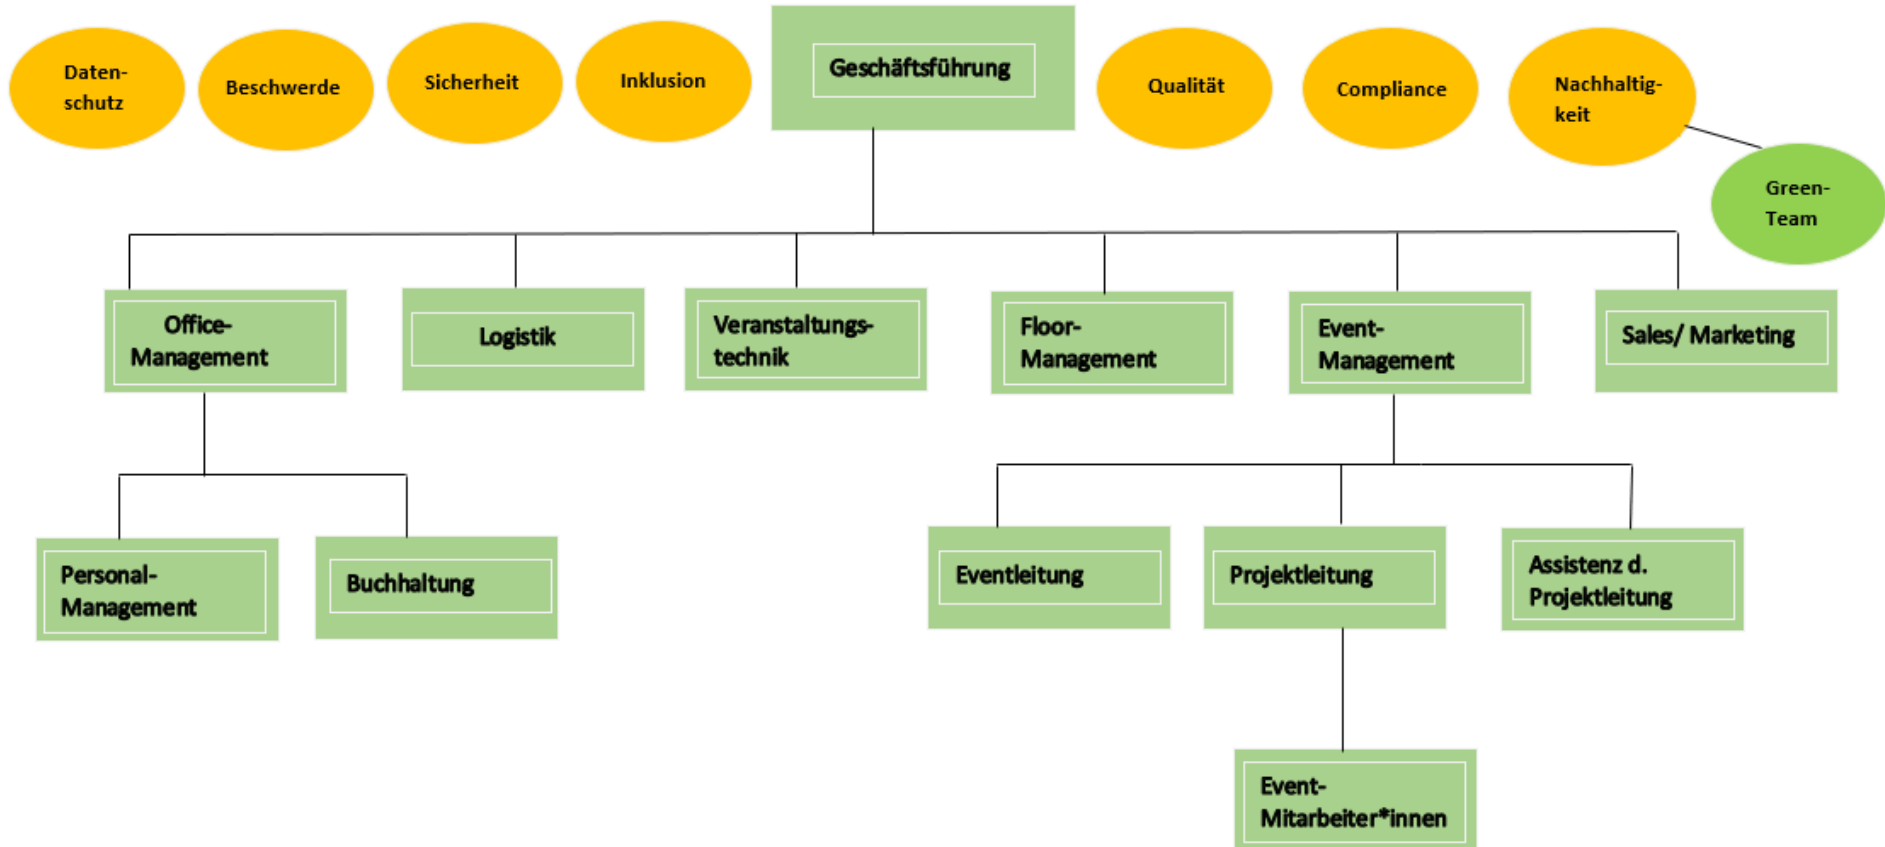 Daten-
schutz
Beschwerde
Sicherheit
Inklusion
Geschäftsführung
Qualität
Compliance
Nachhaltig-
keit
Green-
Team
Office-
Management
Logistik
Veranstaltungs-
technik
Floor-
Management
Event-
Management
Sales/ Marketing
Personal-
Management
Buchhaltung
Eventleitung
Projektleitung
Assistenz d.
Projektleitung
Event-
Mitarbeiter*innen